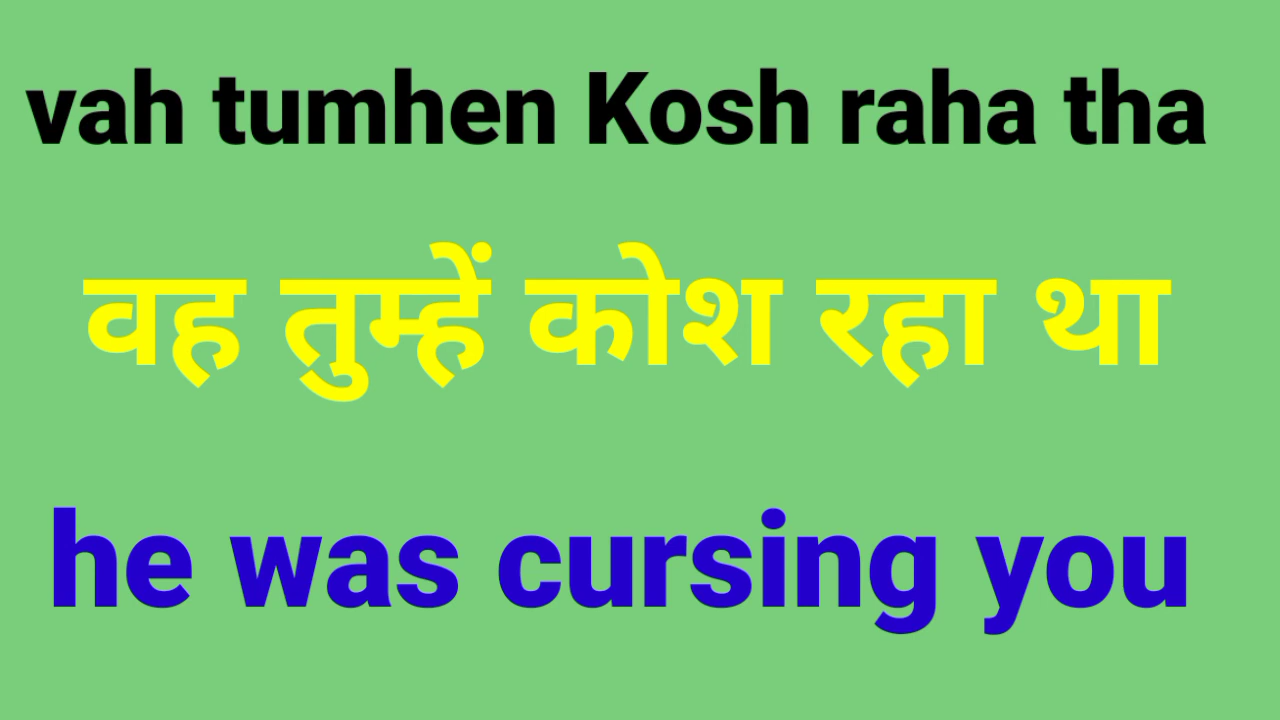 vah tumhen Kosh raha tha
वह तुम्हें कोश रहा था
he was cursing you